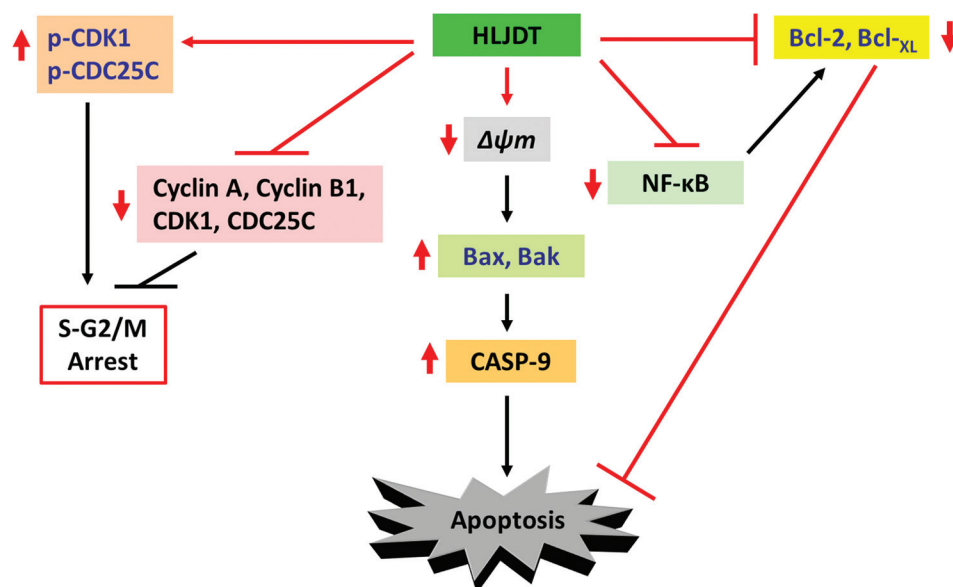 p-CDK1
p-CDC25C
HLJDT
Bcl-2, Bcl-XL
Δψm
NF-κB
Cyclin A, Cyclin B1,
CDK1, CDC25C
Bax, Bak
S-G2/M
Arrest
CASP-9
Apoptosis